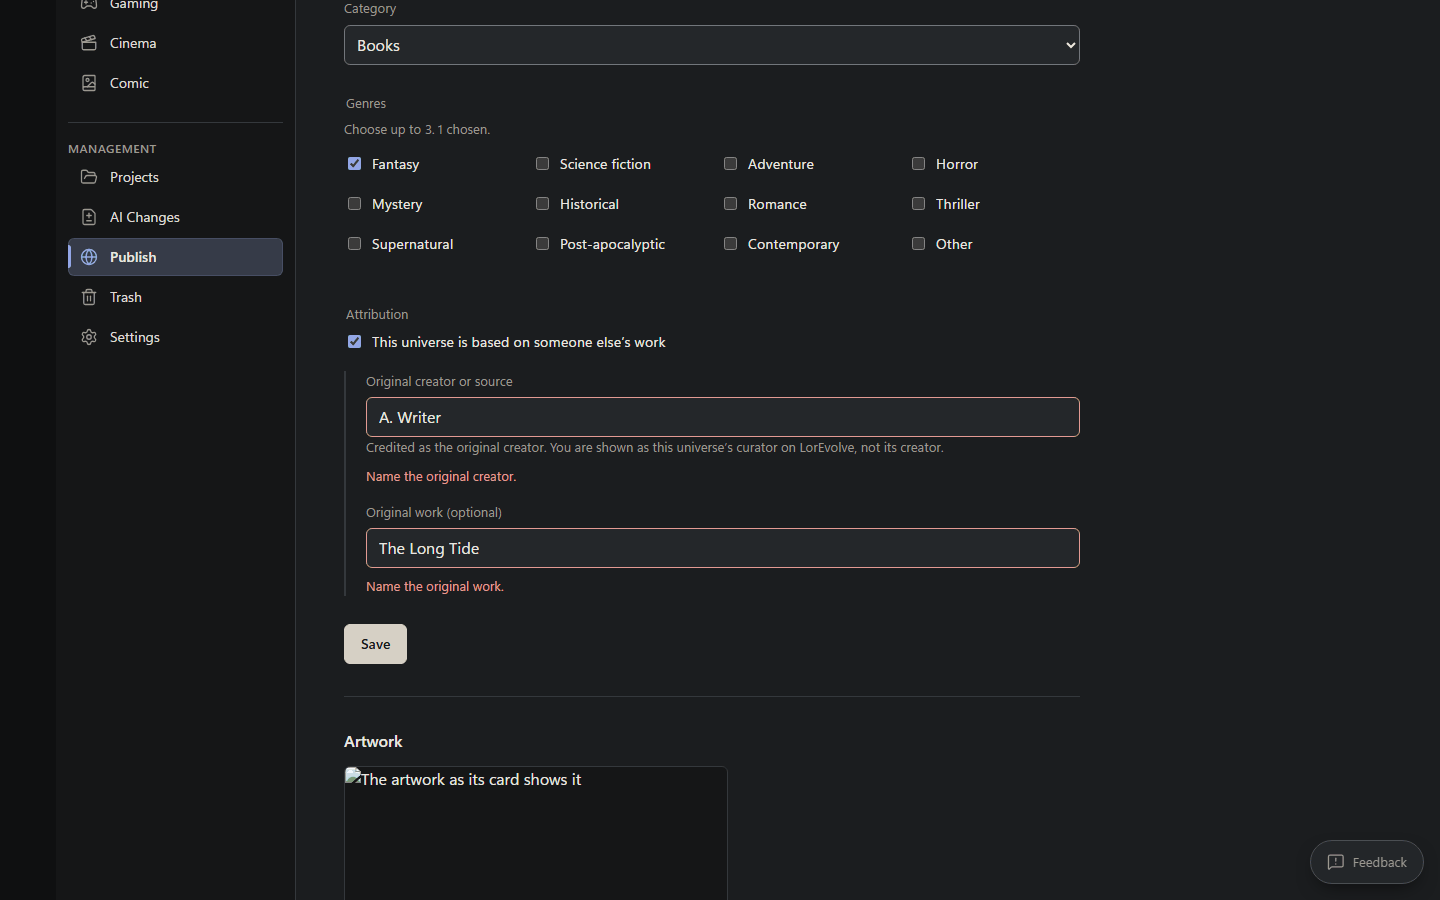 Gaming
Cinema
Comic
MANAGEMENT
Projects
AI Changes
Publish
Trash
Settings
Category
Books
Genres
Choose up to 3. 1 chosen.
Fantasy
Science fiction
Adventure
Horror
Mystery
Historical
Romance
Thriller
Supernatural
Post-apocalyptic
Contemporary
Other
Attribution
This universe is based on someone else’s work
Original creator or source
A. Writer
Credited as the original creator. You are shown as this universe’s curator on LorEvolve, not its creator.
Name the original creator.
Original work (optional)
The Long Tide
Name the original work.
Save
Artwork
The artwork as its card shows it
Feedback